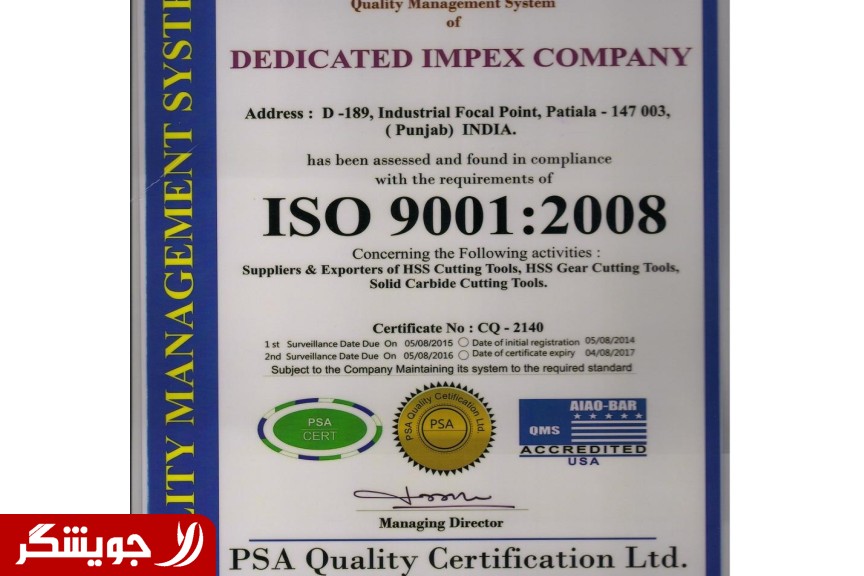 Quality Management System
of
DEDICATED IMPEX COMPANY
Address : D -189, Industrial Focal Point, Patiala - 147 003,
( Punjab) INDIA.
has been assessed and found in compliance
with the requirements of
ISO 9001:2008
Concerning the Following activities :
Suppliers & Exporters of HSS Cutting Tools, HSS Gear Cutting Tools,
Solid Carbide Cutting Tools.
Certificate No : CQ - 2140
1 st Surveillance Date Due On 05/08/2015 Date of initial registration 05/08/2014
2nd Surveillance Date Due On 05/08/2016 Date of certificate expiry 04/08/2017
Subject to the Company Maintaining its system to the required standard
PSA
CERT
PSA Quality Cetification Ltd
PSA
AIAO-BAR
QMS
ACCREDITED
USA
Managing Director
PSA Quality Certification Ltd.
LITY MANAGEMENT SYSTE
جویشگر